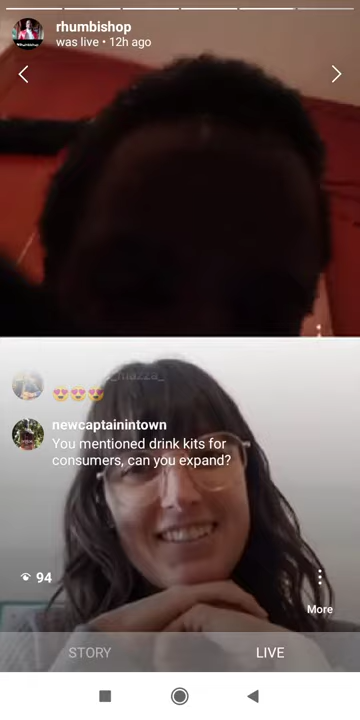 rhumbishop
was live • 12h ago
_mazza_
😍😍😍
newcaptainintown
You mentioned drink kits for
consumers, can you expand?
94
More
STORY
LIVE